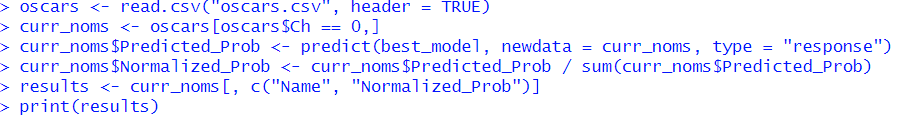 > oscars <- read.csv("oscars.csv", header = TRUE)
> curr_noms <- oscars[oscars$Ch == 0,]
> curr_noms$Predicted_Prob <- predict(best_model, newdata = curr_noms, type = "response")
> curr_noms$Normalized_Prob <- curr_noms$Predicted_Prob / sum(curr_noms$Predicted_Prob)
> results <- curr_noms[, c("Name", "Normalized_Prob")]
> print(results)